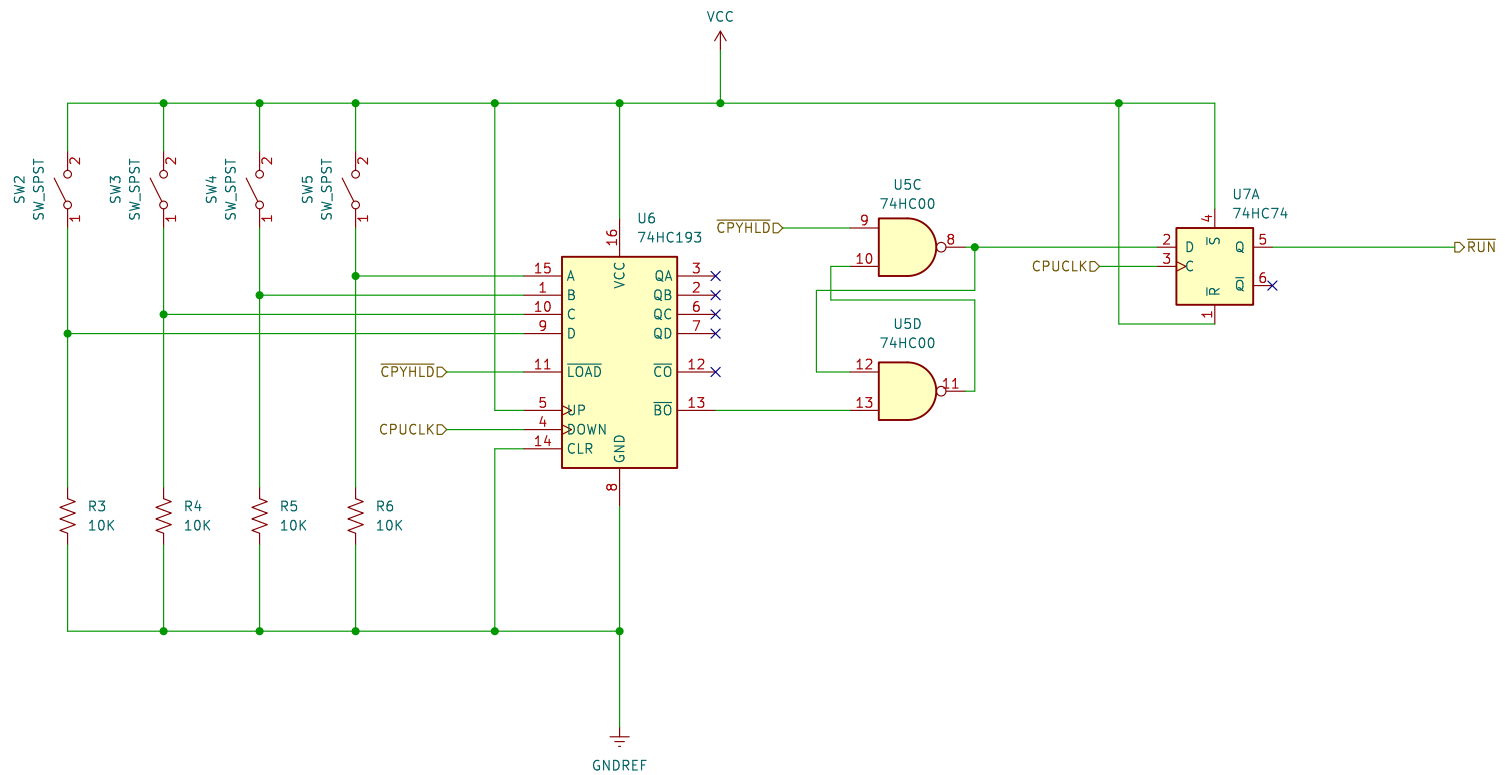 VCC
SW2
SW_SPST
2
1
SW3
SW_SPST
2
1
SW4
SW_SPST
2
1
SW5
SW_SPST
2
1
U6
74HC193
16
VCC
15
A
1
B
10
C
9
D
CPYHLD
11
LOAD
5
UP
CPUCLK
4
DOWN
14
CLR
GND
8
QA
3
QB
2
QC
6
QD
7
CO
12
BO
13
U5C
74HC00
CPYHLD
9
10
8
U5D
74HC00
12
13
11
U7A
74HC74
4
S
2
D
CPUCLK
3
C
Q
5
Q
6
R
1
RUN
R3
10K
R4
10K
R5
10K
R6
10K
GNDREF